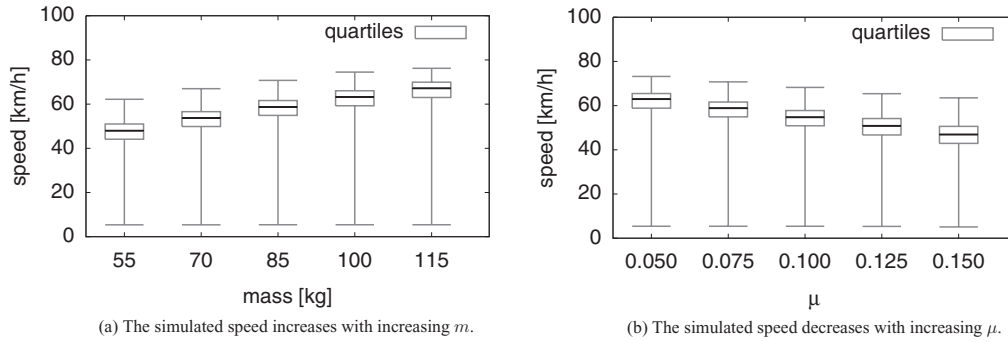 100
80
60
40
20
0
speed [km/h]
quartiles
55 70 85 100 115
mass [kg]
(a) The simulated speed increases with increasing m.
100
80
60
40
20
0
speed [km/h]
quartiles
0.050 0.075 0.100 0.125 0.150
μ
(b) The simulated speed decreases with increasing μ.